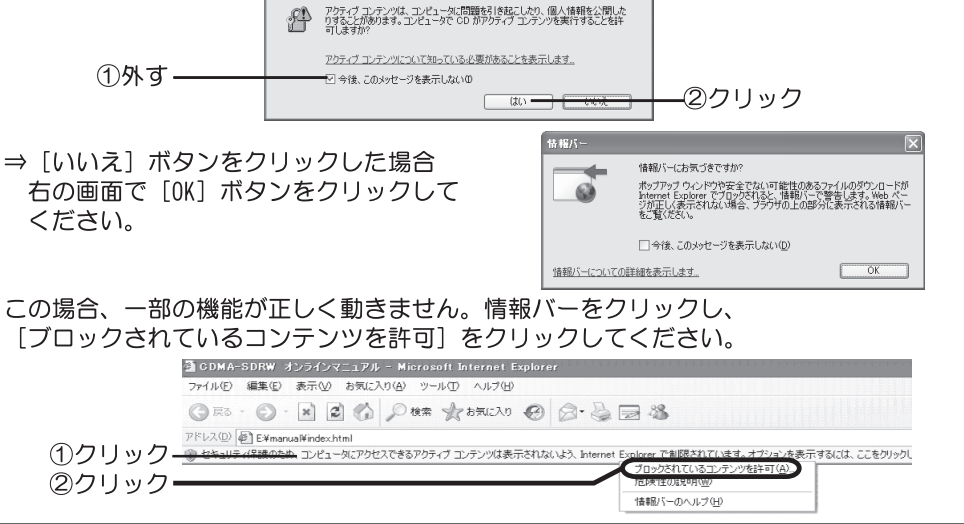 アクティブ コンテンツは、コンピュータに問題を引き起こしたり、個人情報を公開した
りすることがあります。コンピュータで CD がアクティブ コンテンツを実行することを許
可しますか?
アクティブ コンテンツについて知っている必要があることを表示します。
①外す
今後、このメッセージを表示しない(I)
はい
いいえ
②クリック
⇒［いいえ］ボタンをクリックした場合
右の画面で［OK］ボタンをクリックして
ください。
情報バー
情報バーにお気づきですか?
ポップアップ ウィンドウや安全でない可能性のあるファイルのダウンロードが
Internet Explorer でブロックされると、情報バーで警告します。Web ペー
ジが正しく表示されない場合、ブラウザの上の部分に表示される情報バー
をご覧ください。
今後、このメッセージを表示しない(D)
情報バーについての詳細を表示します。
OK
この場合、一部の機能が正しく動きません。情報バーをクリックし、
［ブロックされているコンテンツを許可］をクリックしてください。
CDMA-SDRW オンラインマニュアル - Microsoft Internet Explorer
ファイル(F) 編集(E) 表示(V) お気に入り(A) ツール(T) ヘルプ(H)
戻る 検索 お気に入り
アドレス(D) E:¥manual¥index.html
①クリック
セキュリティ保護のため、コンピュータにアクセスできるアクティブ コンテンツは表示されないよう、Internet Explorer で制限されています。オプションを表示するには、ここをクリックし
ブロックされているコンテンツを許可(A)...
②クリック
危険性の説明(W)
情報バーのヘルプ(H)